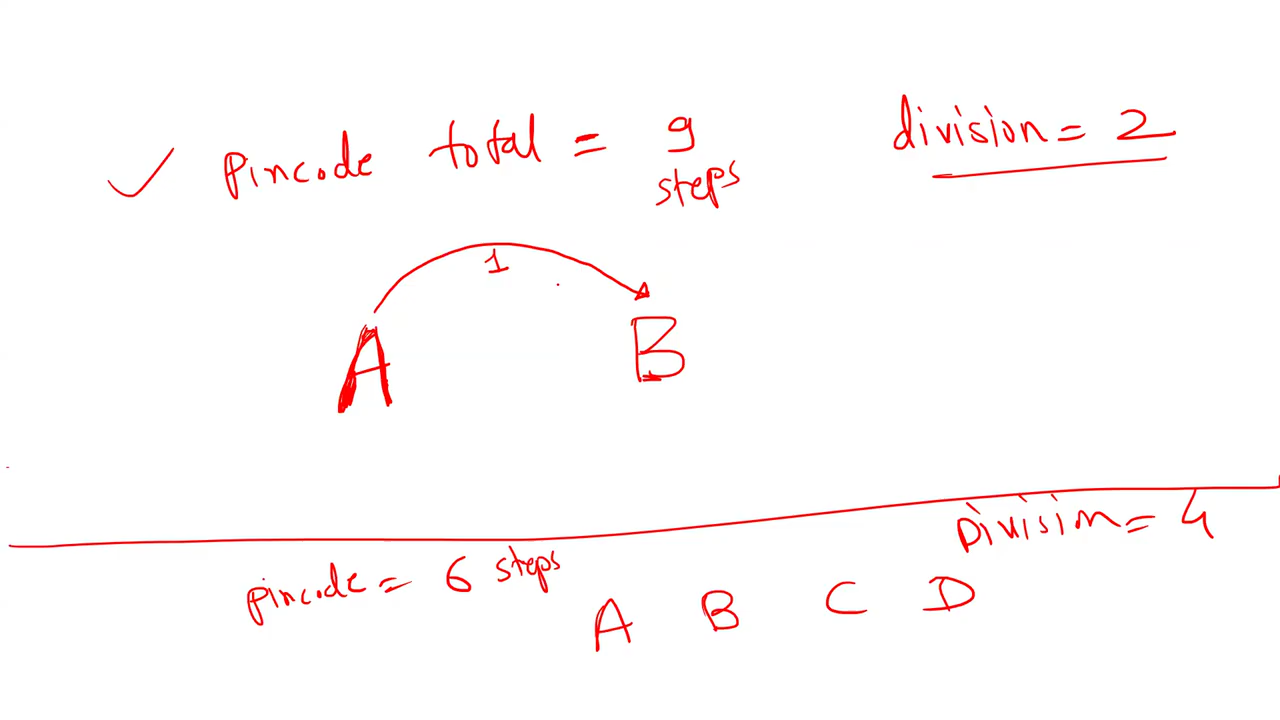 pincode total = 9 steps
division = 2
1
A B
Division = 4
pincode = 6 steps
A B C D